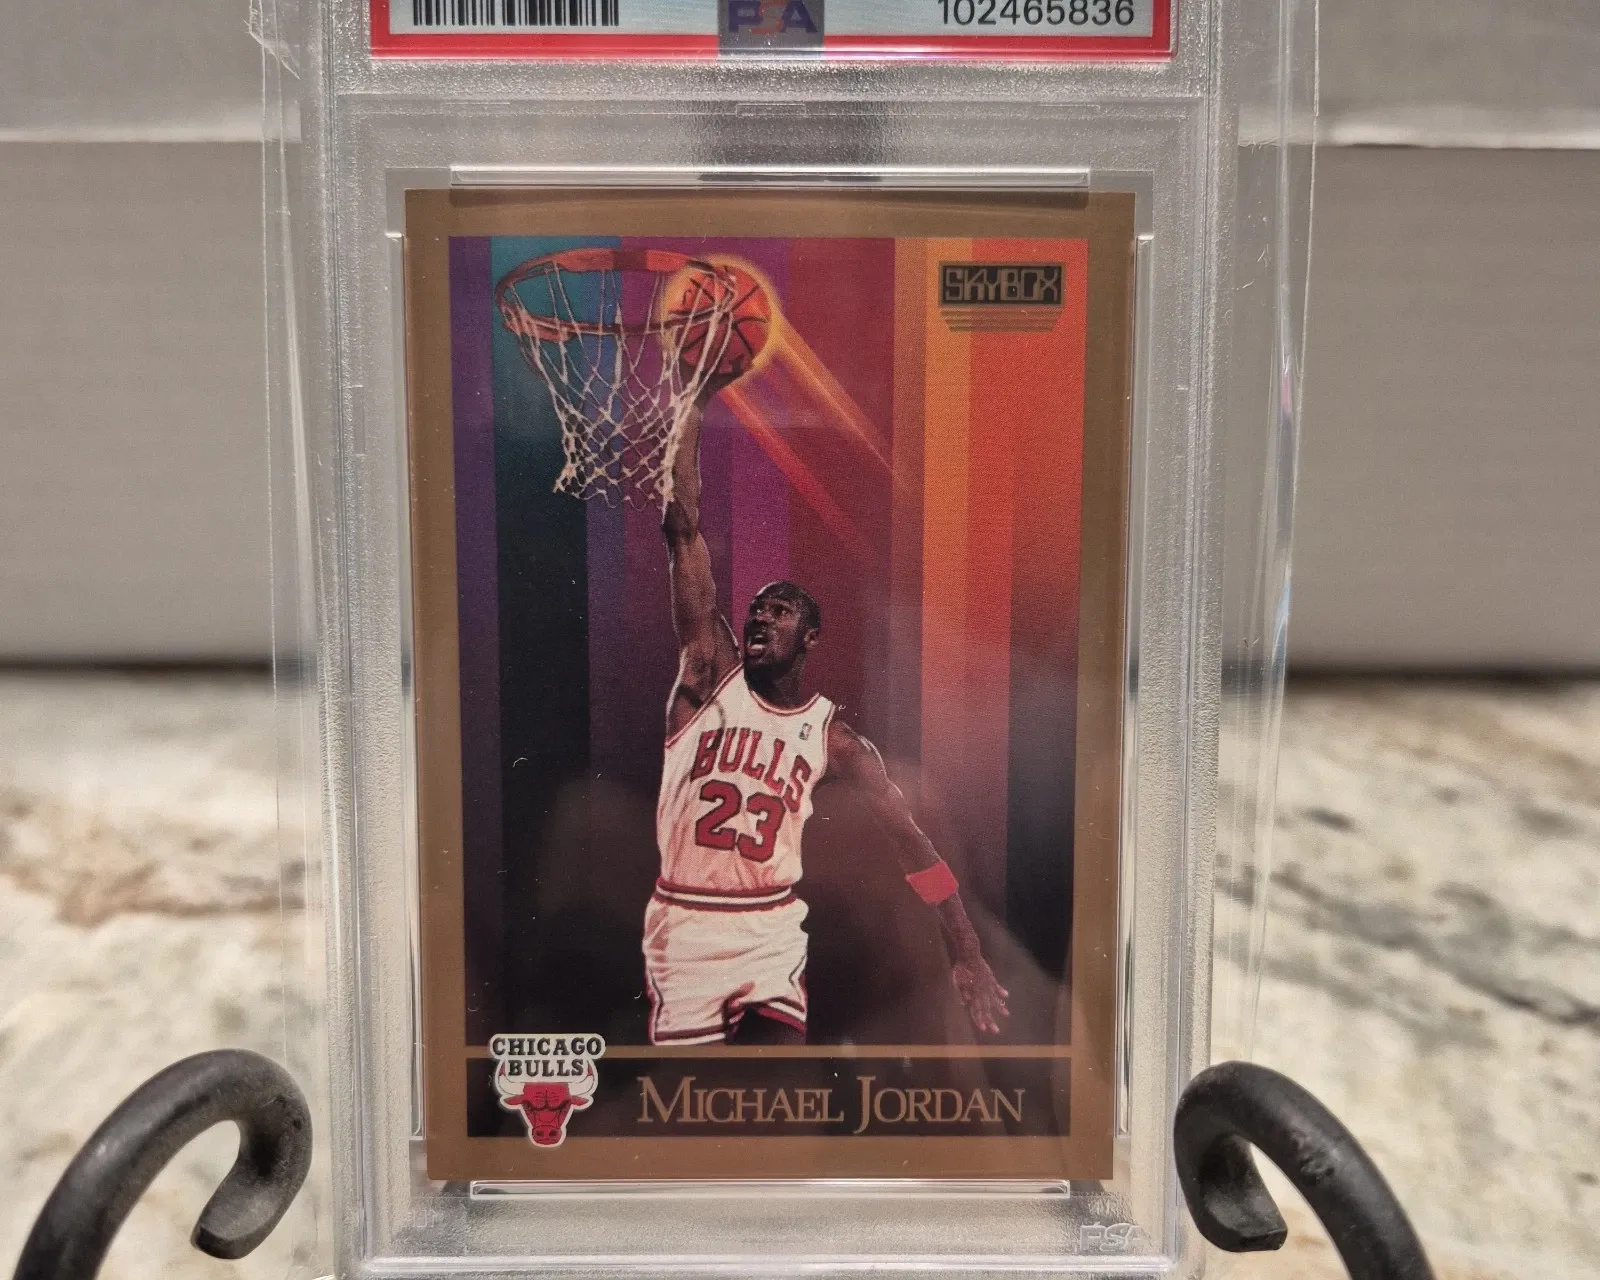 PSA
102465836
SKYBOX
BULLS
23
CHICAGO
BULLS
MICHAEL JORDAN
PSA